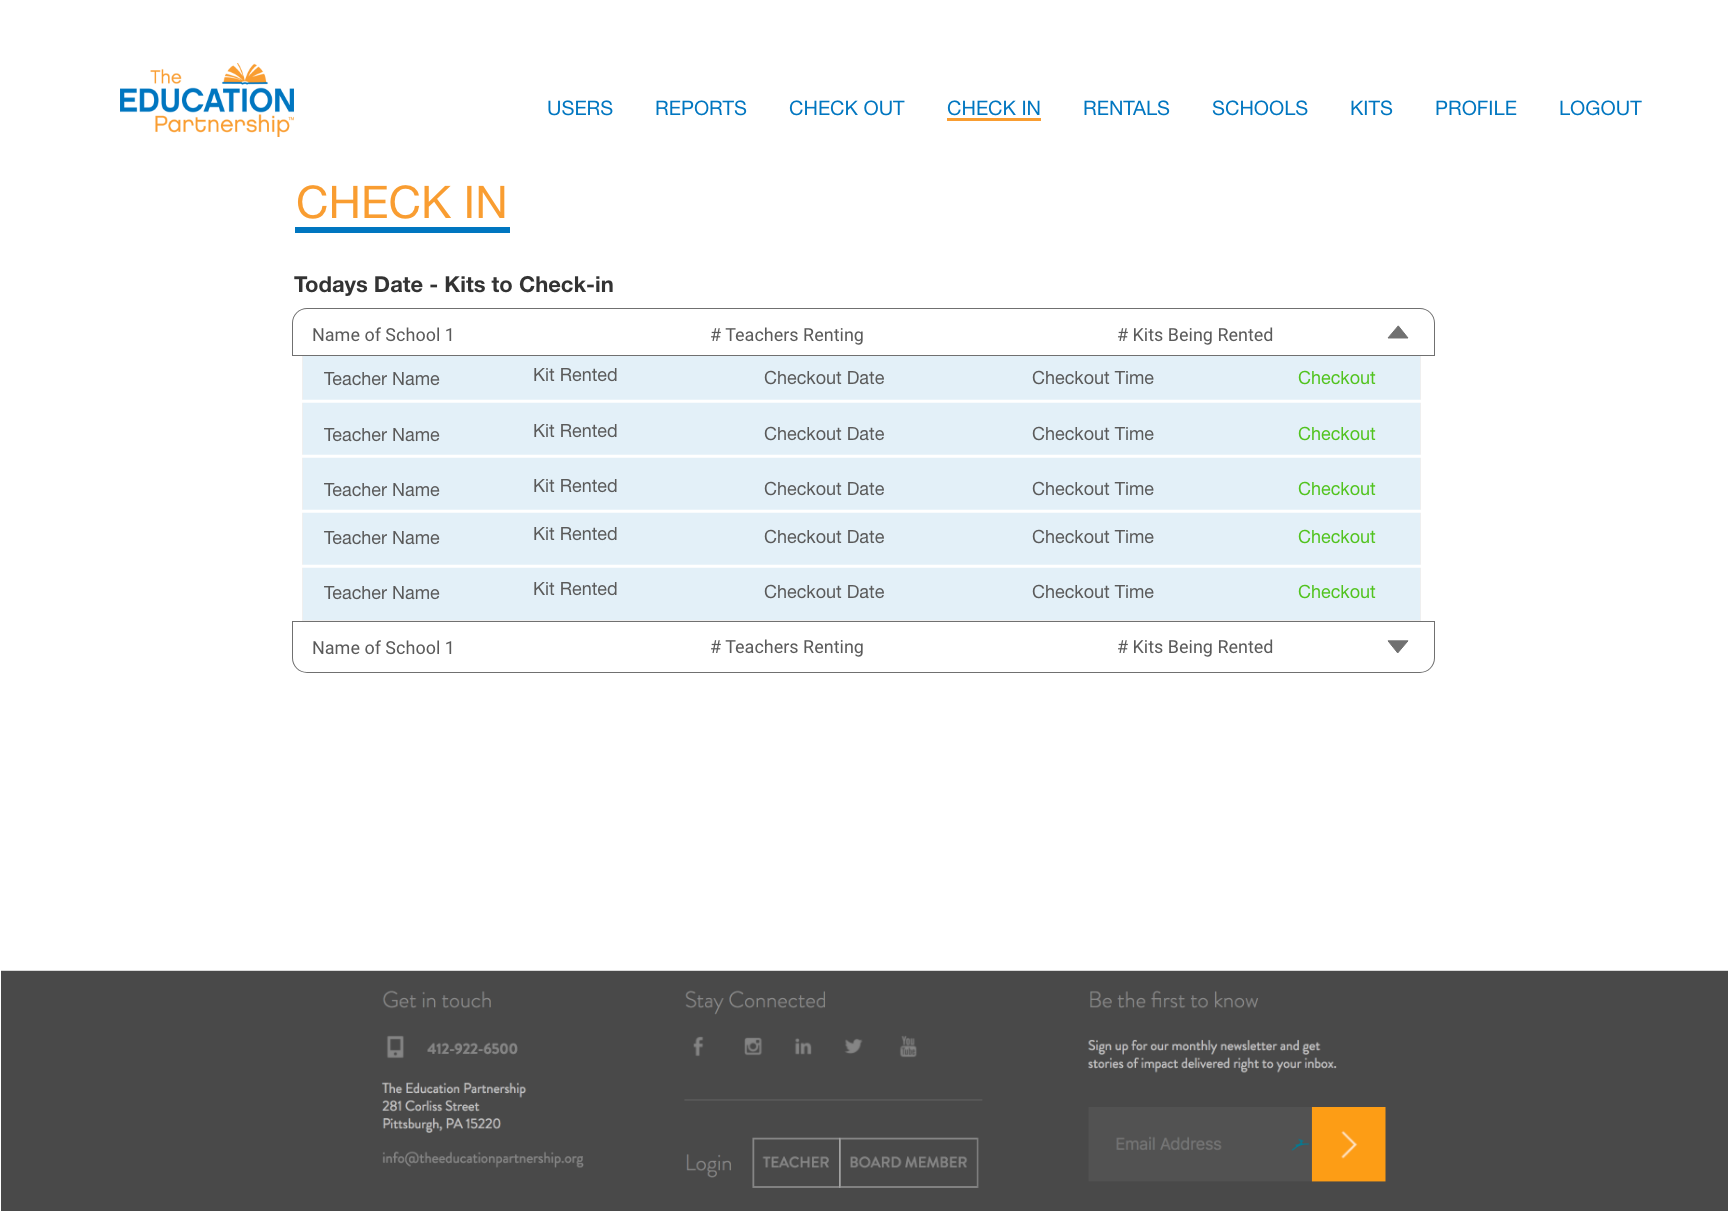 The
EDUCATION
Partnership™
USERS REPORTS CHECK OUT CHECK IN RENTALS SCHOOLS KITS PROFILE LOGOUT
CHECK IN
Todays Date - Kits to Check-in
Name of School 1 # Teachers Renting # Kits Being Rented
Teacher Name Kit Rented Checkout Date Checkout Time Checkout
Teacher Name Kit Rented Checkout Date Checkout Time Checkout
Teacher Name Kit Rented Checkout Date Checkout Time Checkout
Teacher Name Kit Rented Checkout Date Checkout Time Checkout
Teacher Name Kit Rented Checkout Date Checkout Time Checkout
Name of School 1 # Teachers Renting # Kits Being Rented
Get in touch
412-922-6500
The Education Partnership
281 Corliss Street
Pittsburgh, PA 15220
info@theeducationpartnership.org
Stay Connected
f in You Tube
Login TEACHER BOARD MEMBER
Be the first to know
Sign up for our monthly newsletter and get
stories of impact delivered right to your inbox.
Email Address